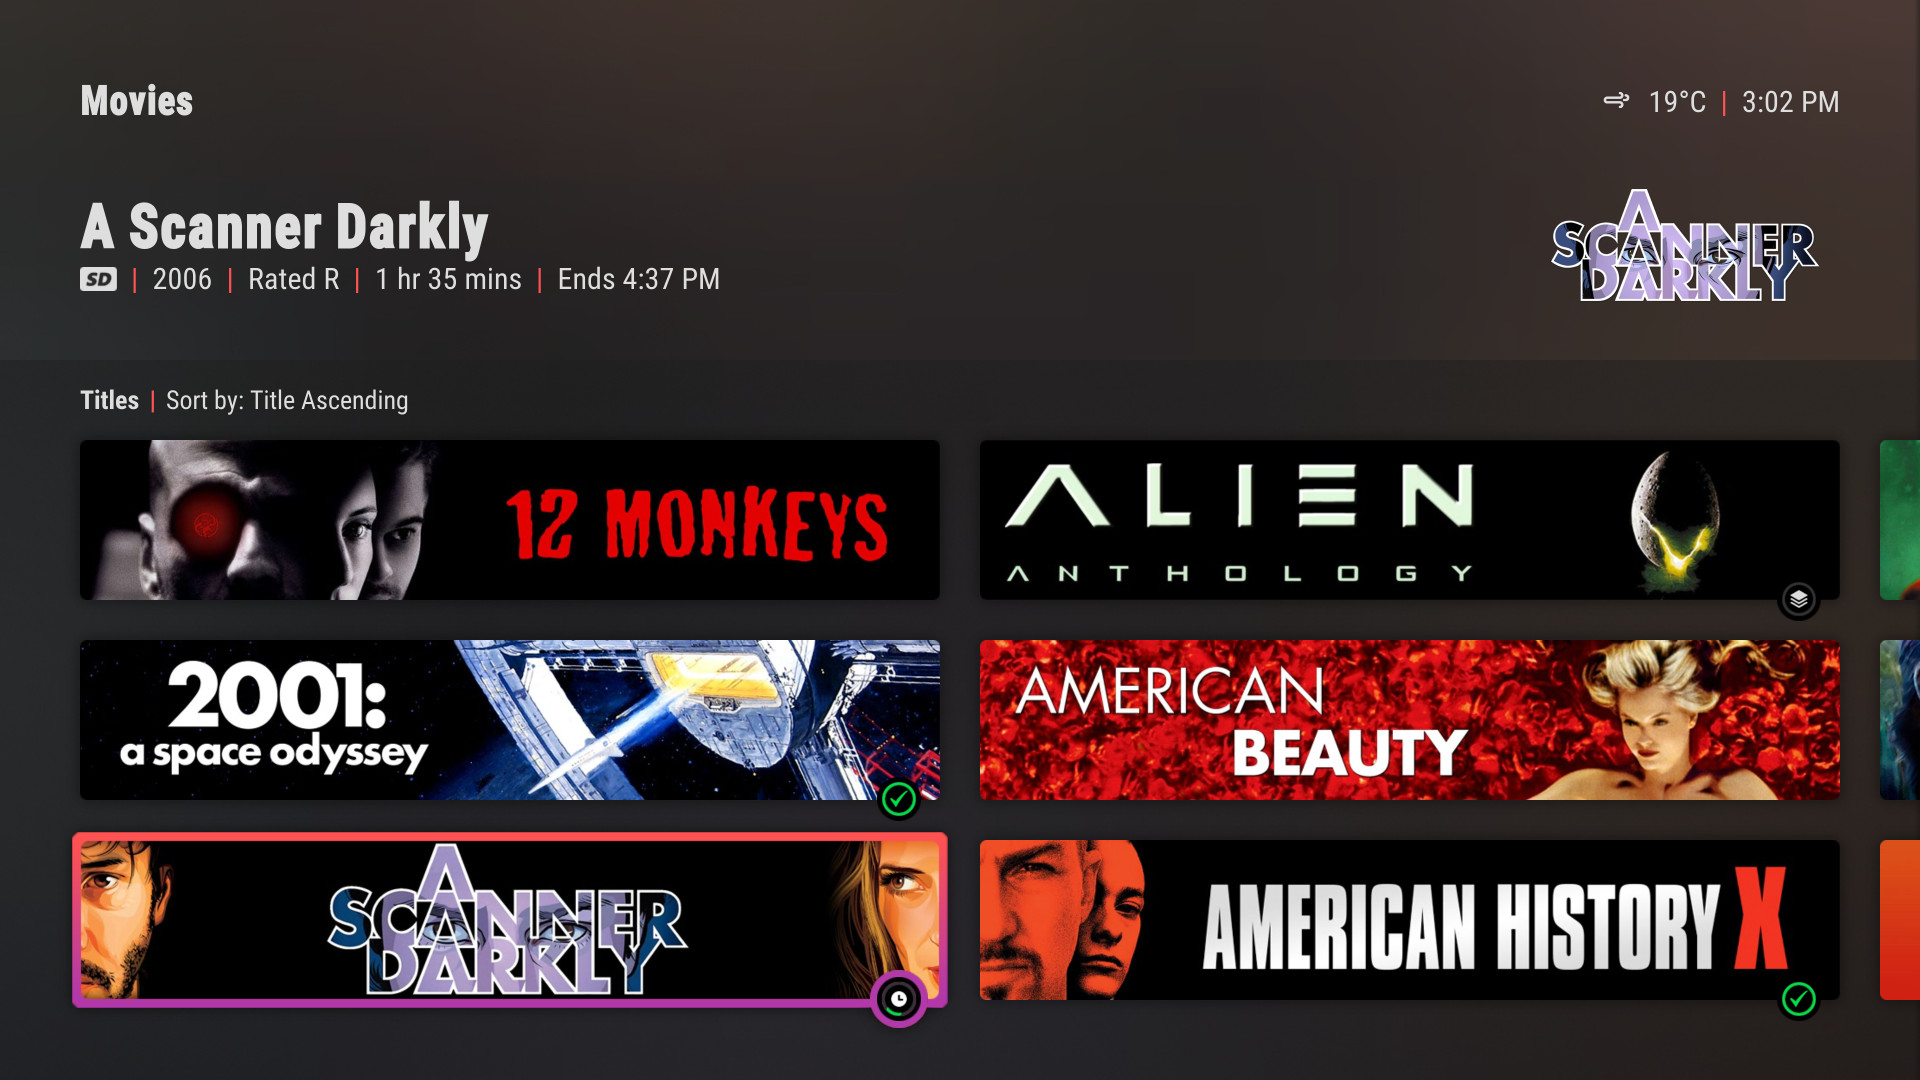 Movies
19°C | 3:02 PM
A Scanner Darkly
SD | 2006 | Rated R | 1 hr 35 mins | Ends 4:37 PM
A
SCANNER
DARKLY
Titles | Sort by: Title Ascending
12 MONKEYS
ALIEN
ANTHOLOGY
2001:
a space odyssey
AMERICAN
BEAUTY
A
SCANNER
DARKLY
AMERICAN HISTORY X